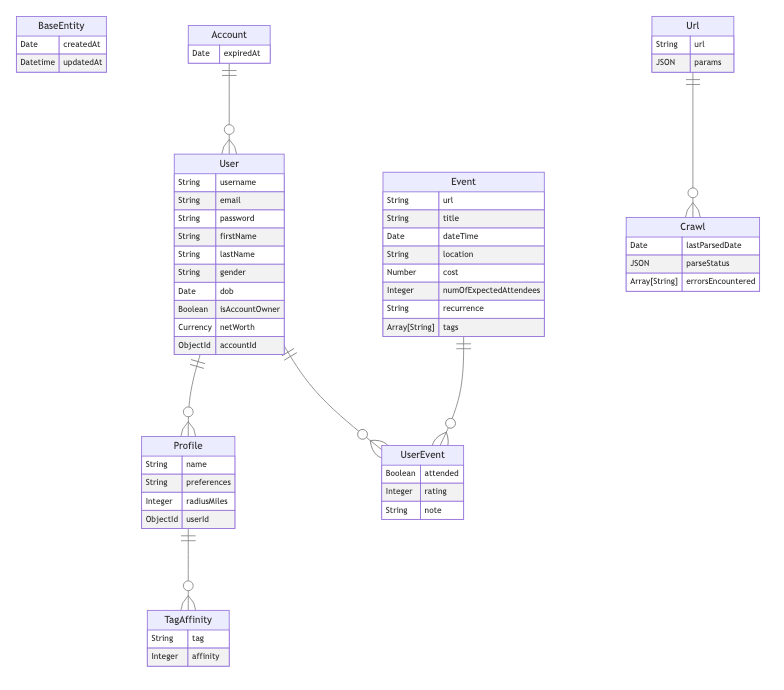 BaseEntity
Date createdAt
Datetime updatedAt
Account
Date expiredAt
Url
String url
JSON params
User
String username
String email
String password
String firstName
String lastName
String gender
Date dob
Boolean isAccountOwner
Currency netWorth
ObjectId accountId
Event
String url
String title
Date dateTime
String location
Number cost
Integer numOfExpectedAttendees
String recurrence
Array[String] tags
Crawl
Date lastParsedDate
JSON parseStatus
Array[String] errorsEncountered
Profile
String name
String preferences
Integer radiusMiles
ObjectId userId
UserEvent
Boolean attended
Integer rating
String note
TagAffinity
String tag
Integer affinity